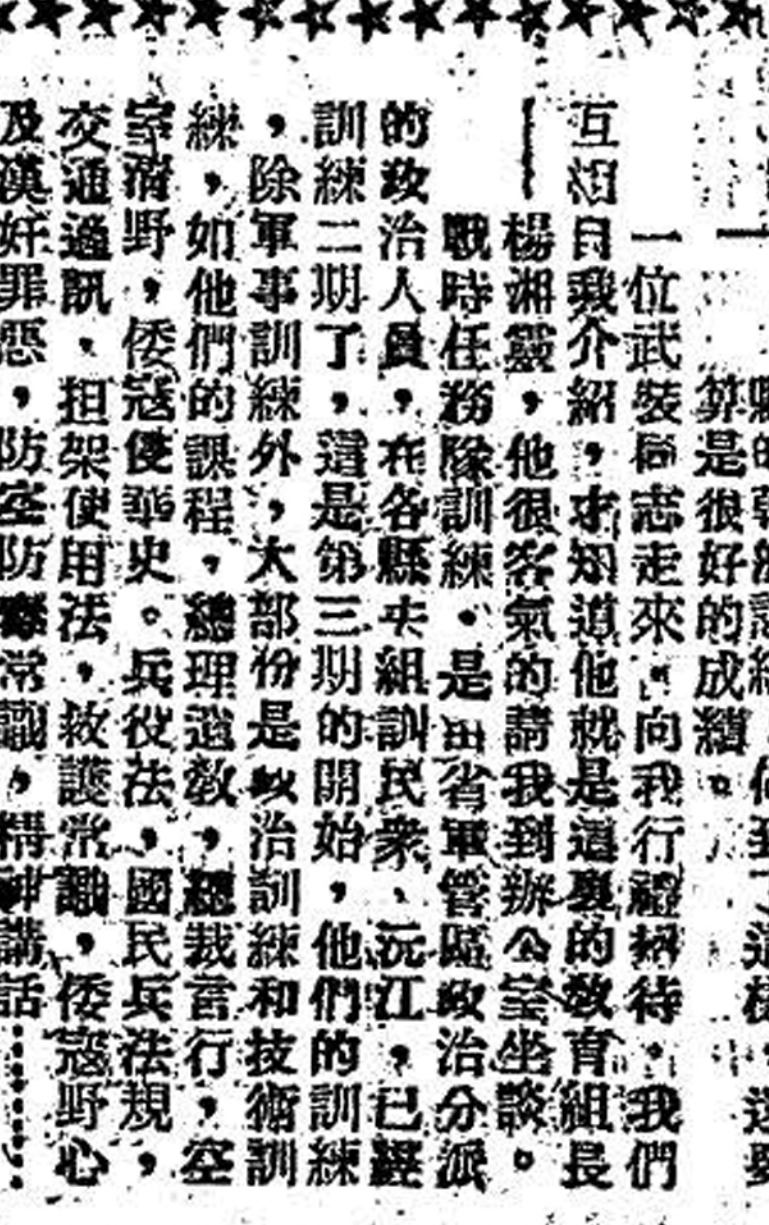 算是很好的成績。
一位武裝同志走來，向我行禮招待，我們
互相自我介紹，才知道他就是這裏的教育組長
——楊湘靈，他很客氣的請我到辦公室坐談。
戰時任務隊訓練，是由省軍管區政治分派
的政治人員，在各縣去組訓民衆、沅江，已經
訓練二期了，這是第三期的開始，他們的訓練
，除軍事訓練外，大部份是政治訓練和技術訓
練，如他們的課程，總理遺敎，總裁言行，空
室淸野，倭寇侵華史。兵役法，國民兵法規，
交通通訊，担架使用法，救護常識，倭寇野心
及漢奸罪惡，防空防毒常識，精神講話……